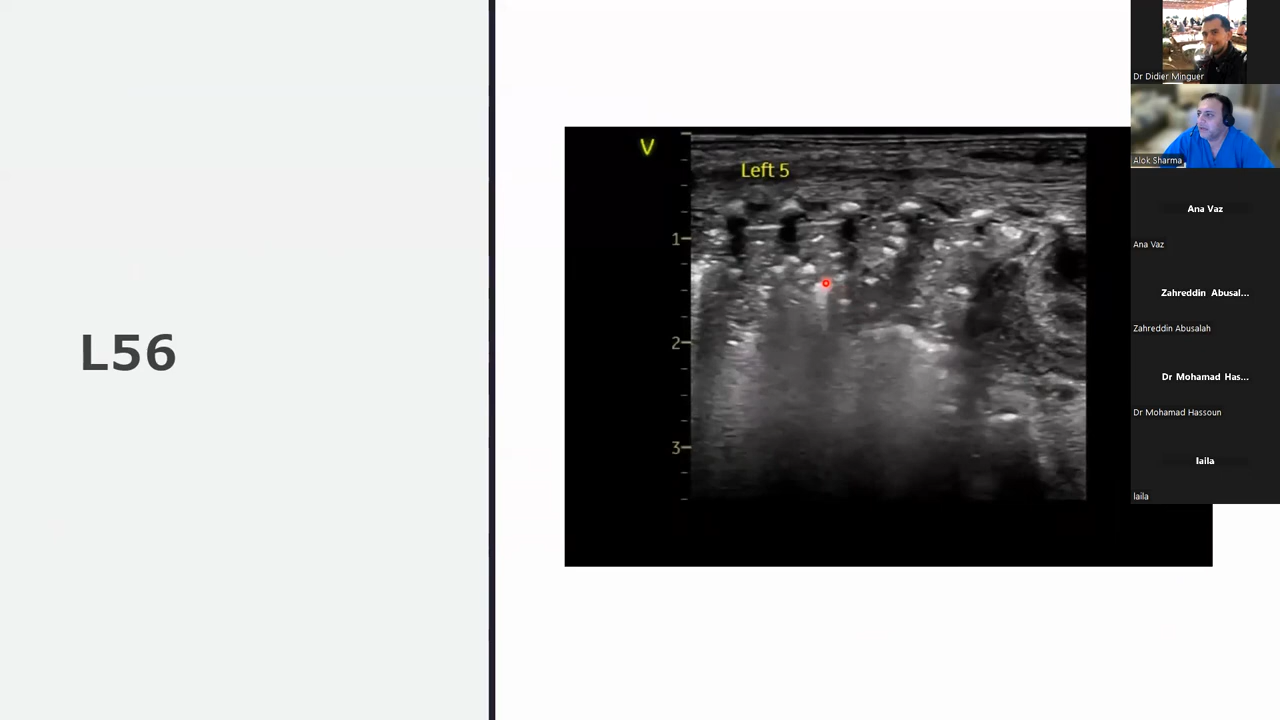 L56
V
Left 5
1
2
3
Dr Didier Minguer
Alok Sharma
Ana Vaz
Ana Vaz
Zahreddin Abusal...
Zahreddin Abusalah
Dr Mohamad Has...
Dr Mohamad Hassoun
laila
laila